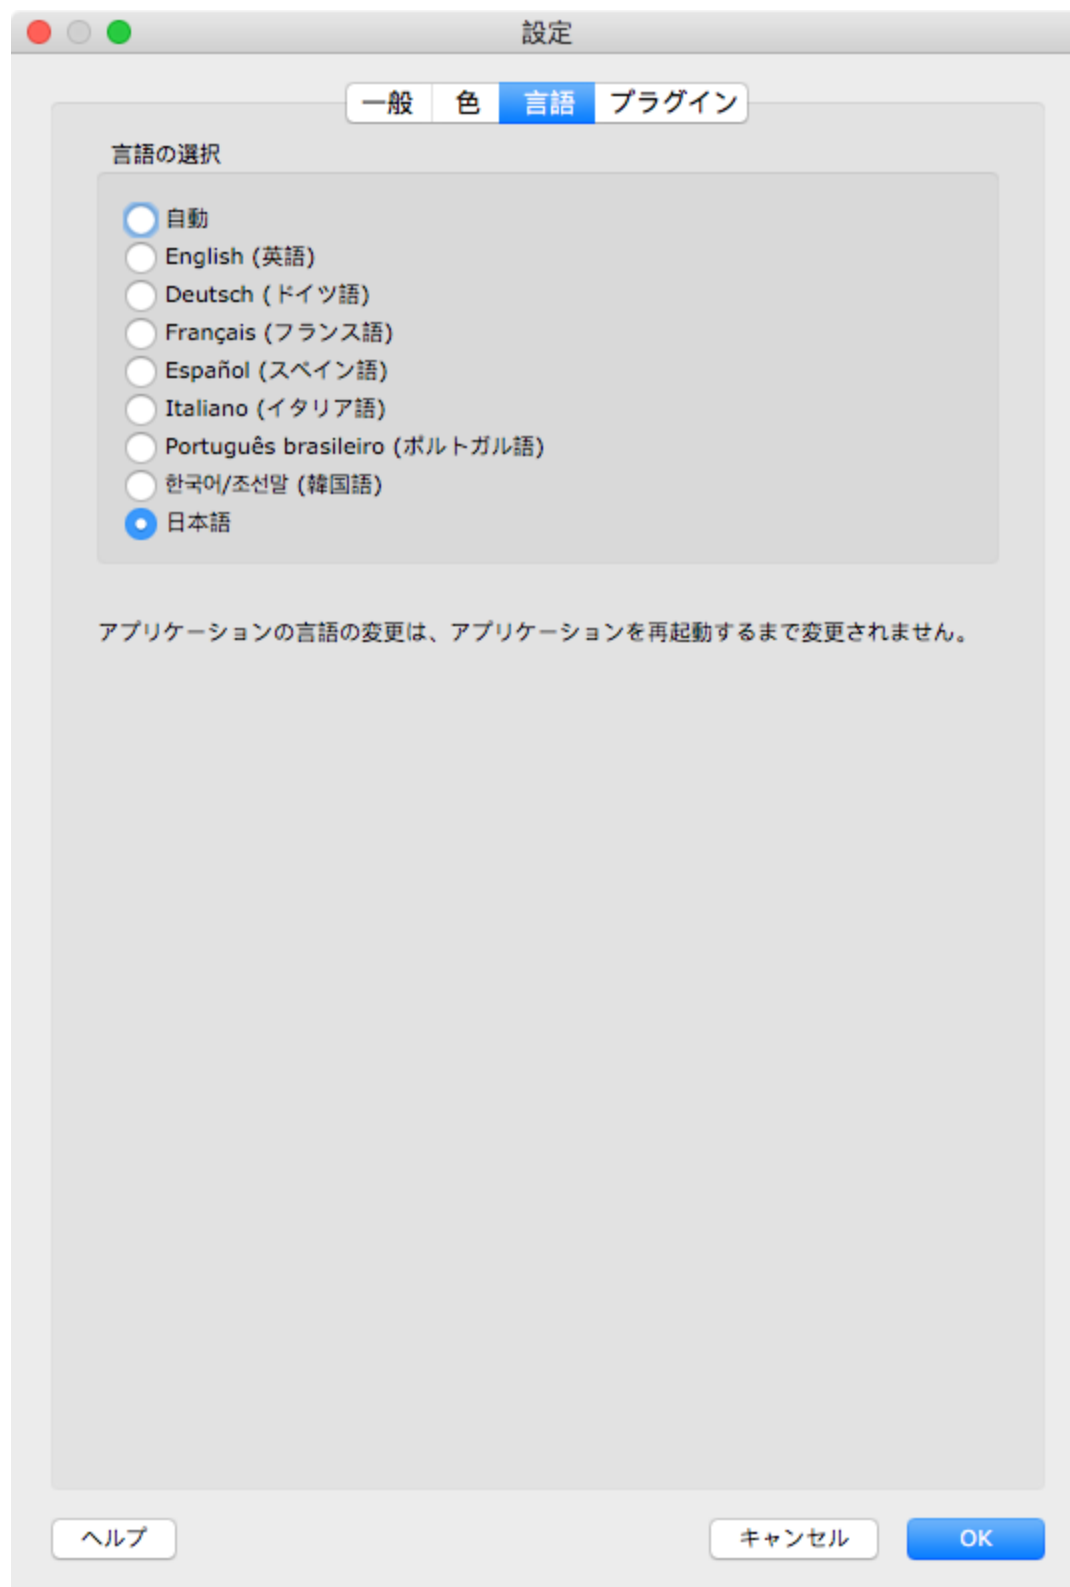 設定
一般 色 言語 プラグイン
言語の選択
自動
English (英語)
Deutsch (ドイツ語)
Français (フランス語)
Español (スペイン語)
Italiano (イタリア語)
Português brasileiro (ポルトガル語)
한국어/조선말 (韓国語)
日本語
アプリケーションの言語の変更は、アプリケーションを再起動するまで変更されません。
ヘルプ キャンセル OK